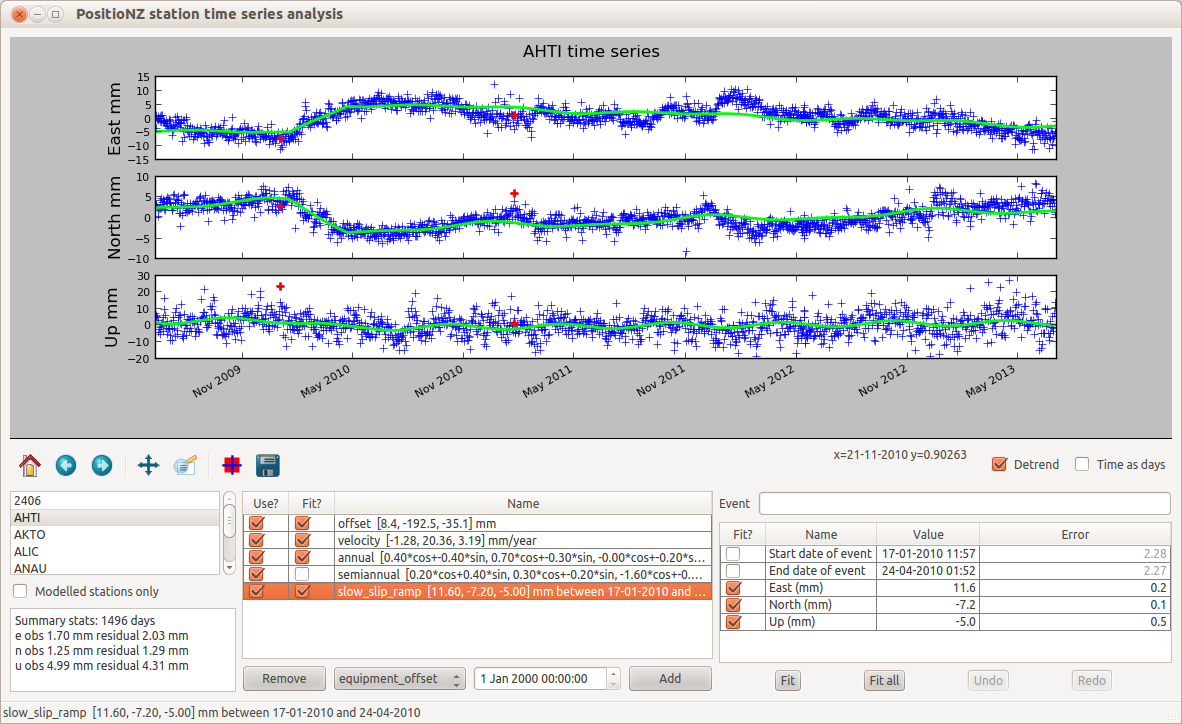 PositioNZ station time series analysis
AHTI time series
15
10
5
0
−5
−10
−15
East mm
10
5
0
−5
−10
North mm
30
20
10
0
−10
−20
Up mm
Nov 2009
May 2010
Nov 2010
May 2011
Nov 2011
May 2012
Nov 2012
May 2013
x=21-11-2010 y=0.90263
Detrend
Time as days
2406
AHTI
AKTO
ALIC
ANAU
Modelled stations only
Summary stats: 1496 days
e obs 1.70 mm residual 2.03 mm
n obs 1.25 mm residual 1.29 mm
u obs 4.99 mm residual 4.31 mm
Use? Fit? Name
offset [8.4, -192.5, -35.1] mm
velocity [-1.28, 20.36, 3.19] mm/year
annual [0.40*cos+-0.40*sin, 0.70*cos+-0.30*sin, -0.00*cos+-0.20*s...
semiannual [0.20*cos+0.40*sin, 0.30*cos+-0.20*sin, -1.60*cos+-0....
slow_slip_ramp [11.60, -7.20, -5.00] mm between 17-01-2010 and ...
Remove
equipment_offset
1 Jan 2000 00:00:00
Add
Event
Fit? Name Value Error
Start date of event 17-01-2010 11:57 2.28
End date of event 24-04-2010 01:52 2.27
East (mm) 11.6 0.2
North (mm) -7.2 0.1
Up (mm) -5.0 0.5
Fit
Fit all
Undo
Redo
slow_slip_ramp [11.60, -7.20, -5.00] mm between 17-01-2010 and 24-04-2010